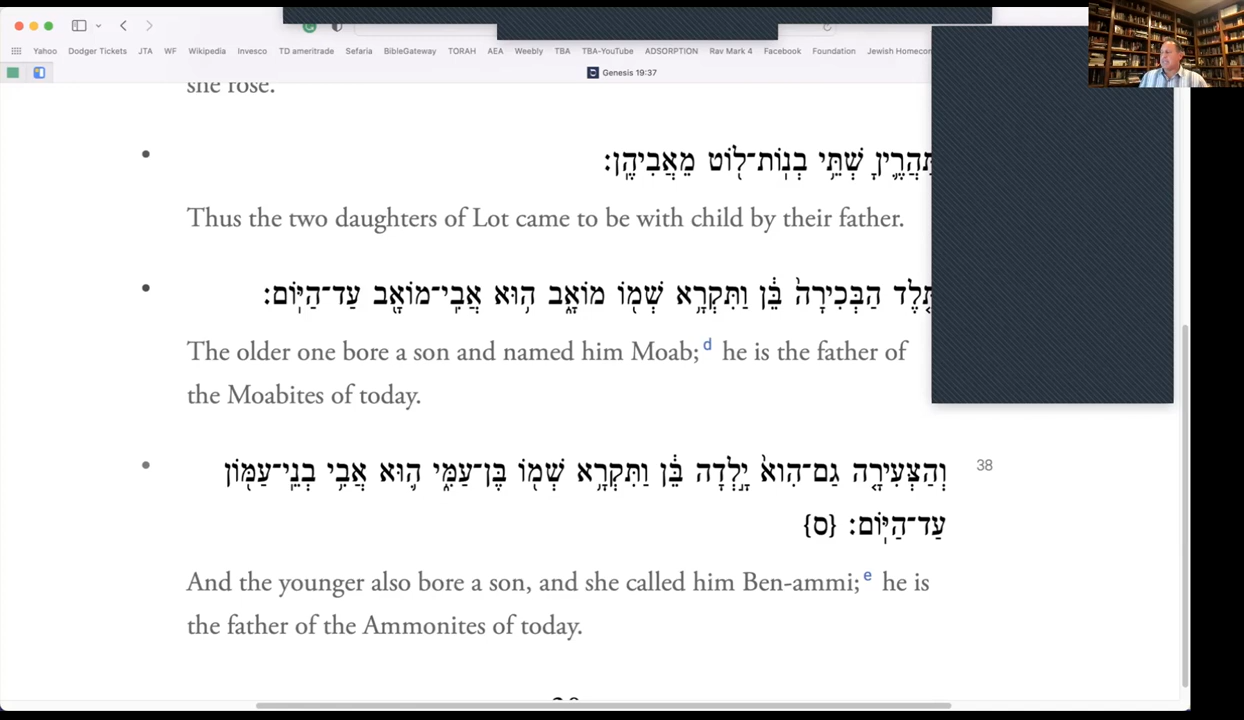 Yahoo Dodger Tickets JTA WF Wikipedia Invesco TD ameritrade Sefaria BibleGateway TORAH AEA Weebly TBA TBA-YouTube ADSORPTION Rav Mark 4 Facebook Foundation Jewish Homecon
Genesis 19:37
she rose.
שְׁתֵּ֥י בְנֽוֹת־ל֖וֹט מֵאֲבִיהֶֽן׃
Thus the two daughters of Lot came to be with child by their father.
הַבְּכִירָה֙ בֵּ֔ן וַתִּקְרָ֥א שְׁמ֖וֹ מוֹאָ֑ב ה֥וּא אֲבִֽי־מוֹאָ֖ב עַד־הַיּֽוֹם׃
The older one bore a son and named him Moab; d he is the father of
the Moabites of today.
38
וְהַצְּעִירָ֤ה גַם־הִוא֙ יָ֣לְדָה בֵּ֔ן וַתִּקְרָ֥א שְׁמ֖וֹ בֶּן־עַמִּ֑י ה֛וּא אֲבִ֥י בְנֵֽי־עַמּ֖וֹן
עַד־הַיּֽוֹם׃ {ס}
And the younger also bore a son, and she called him Ben-ammi; e he is
the father of the Ammonites of today.